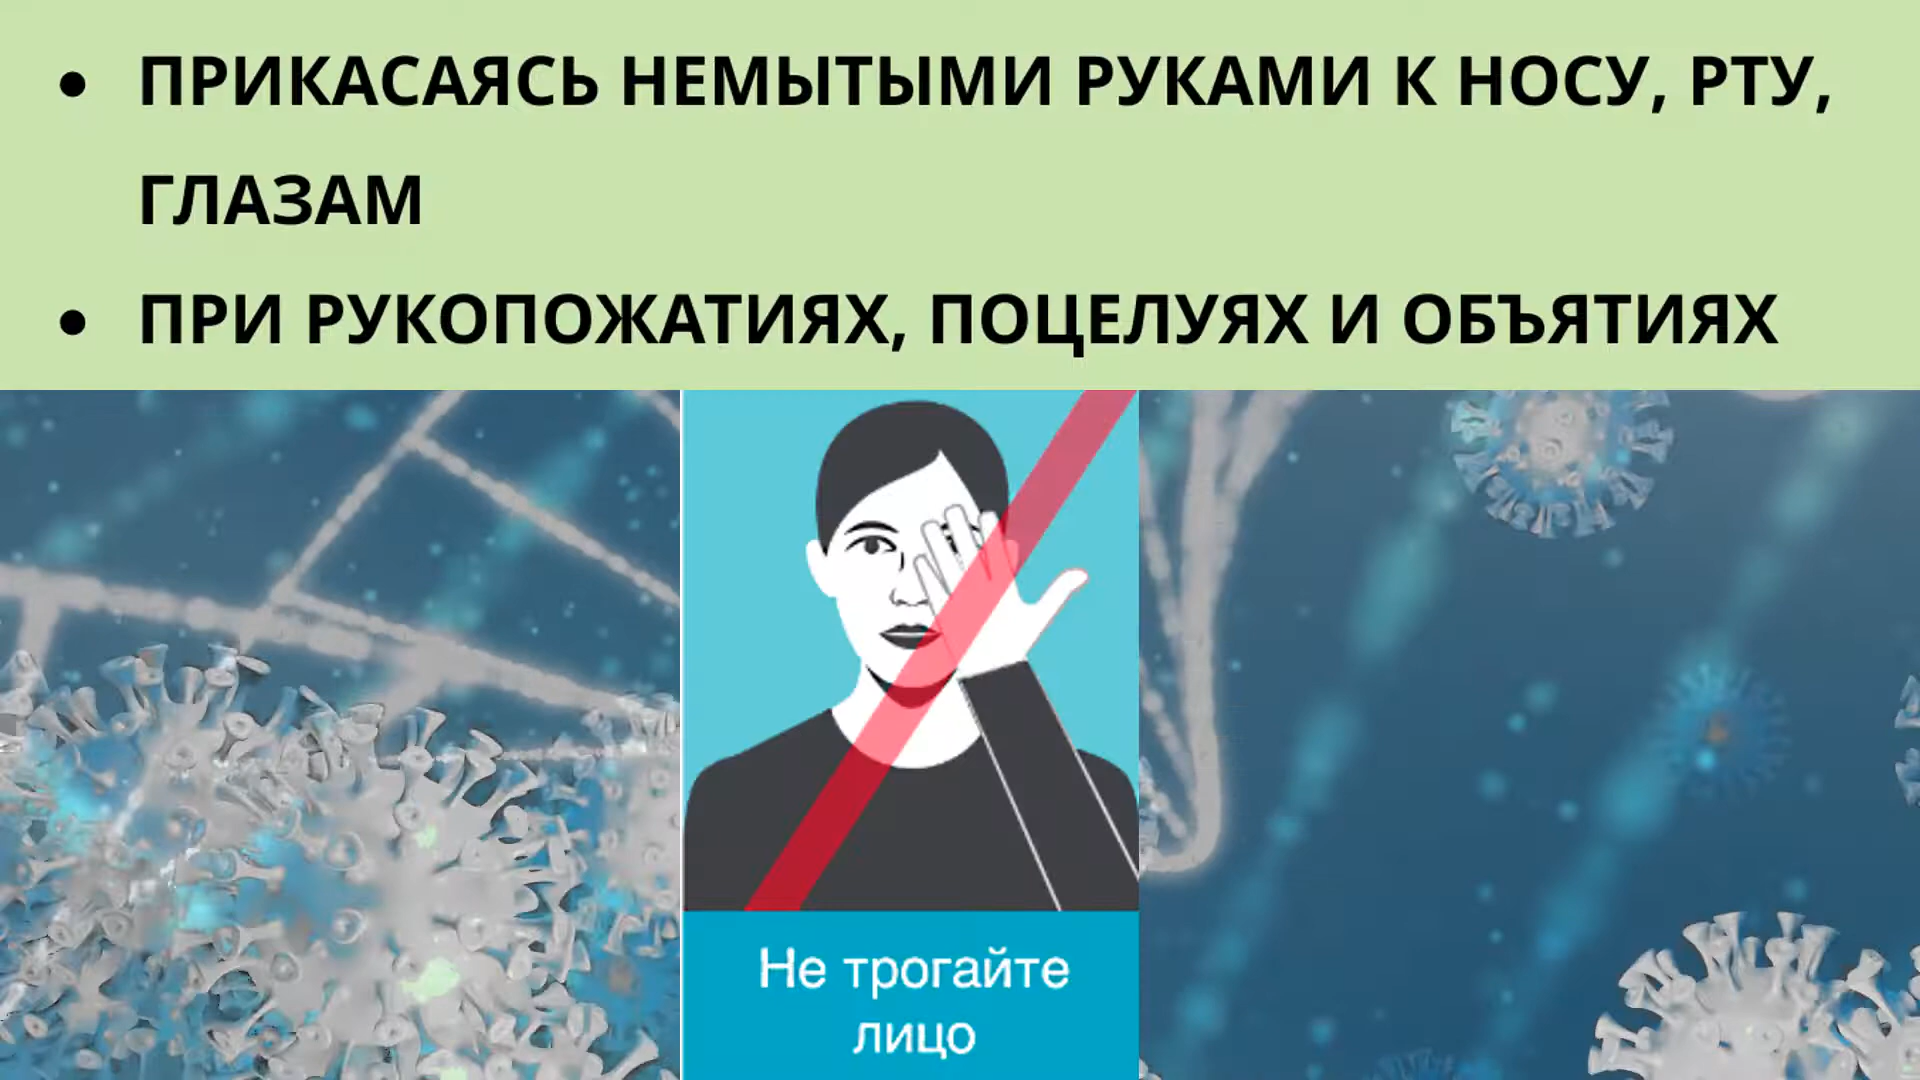 • ПРИКАСАЯСЬ НЕМЫТЫМИ РУКАМИ К НОСУ, РТУ,
ГЛАЗАМ
• ПРИ РУКОПОЖАТИЯХ, ПОЦЕЛУЯХ И ОБЪЯТИЯХ
Не трогайте
лицо